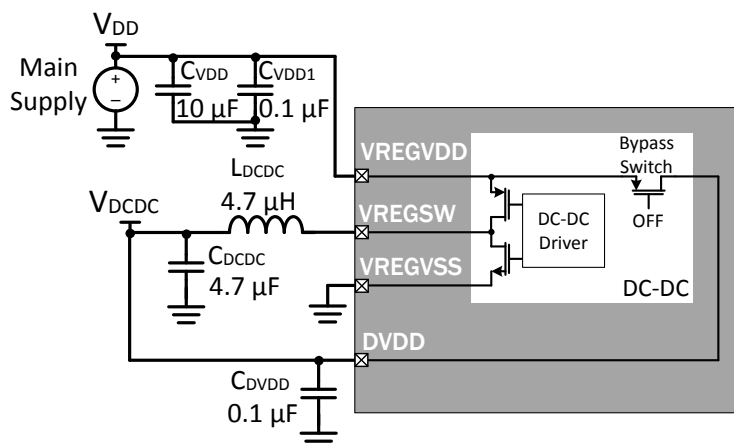 VDD
Main
Supply
+
–
CVDD
10 µF
CVDD1
0.1 µF
VREGVDD
Bypass
Switch
OFF
LDCDC
4.7 µH
VDCDC
VREGSW
DC-DC
Driver
CDCDC
4.7 µF
VREGVSS
DC-DC
DVDD
CDVDD
0.1 µF